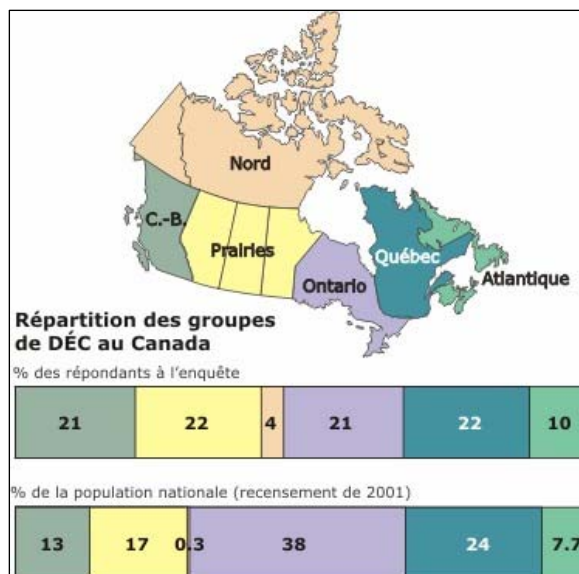 Nord
C.-B.
Prairies
Québec
Ontario
Atlantique
Répartition des groupes
de DÉC au Canada
% des répondants à l'enquête
21 22 4 21 22 10
% de la population nationale (recensement de 2001)
13 17 0.3 38 24 7.7